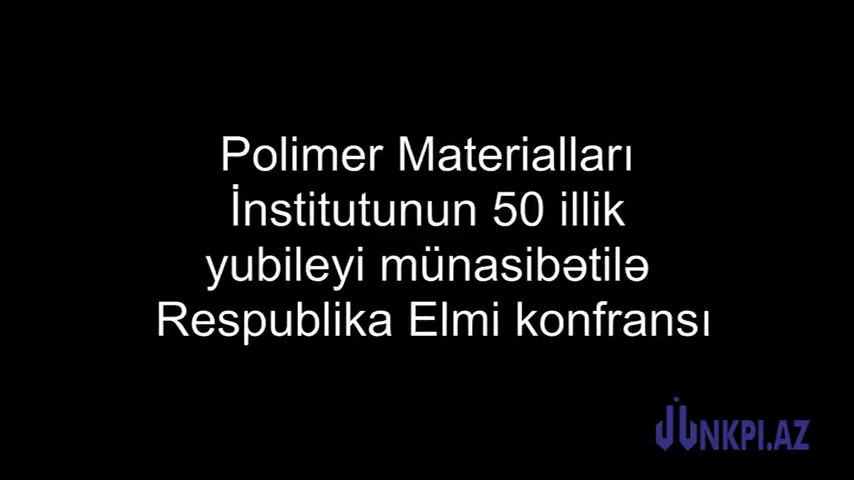 Polimer Materialları
İnstitutunun 50 illik
yubileyi münasibətilə
Respublika Elmi konfransı
NKPI.AZ